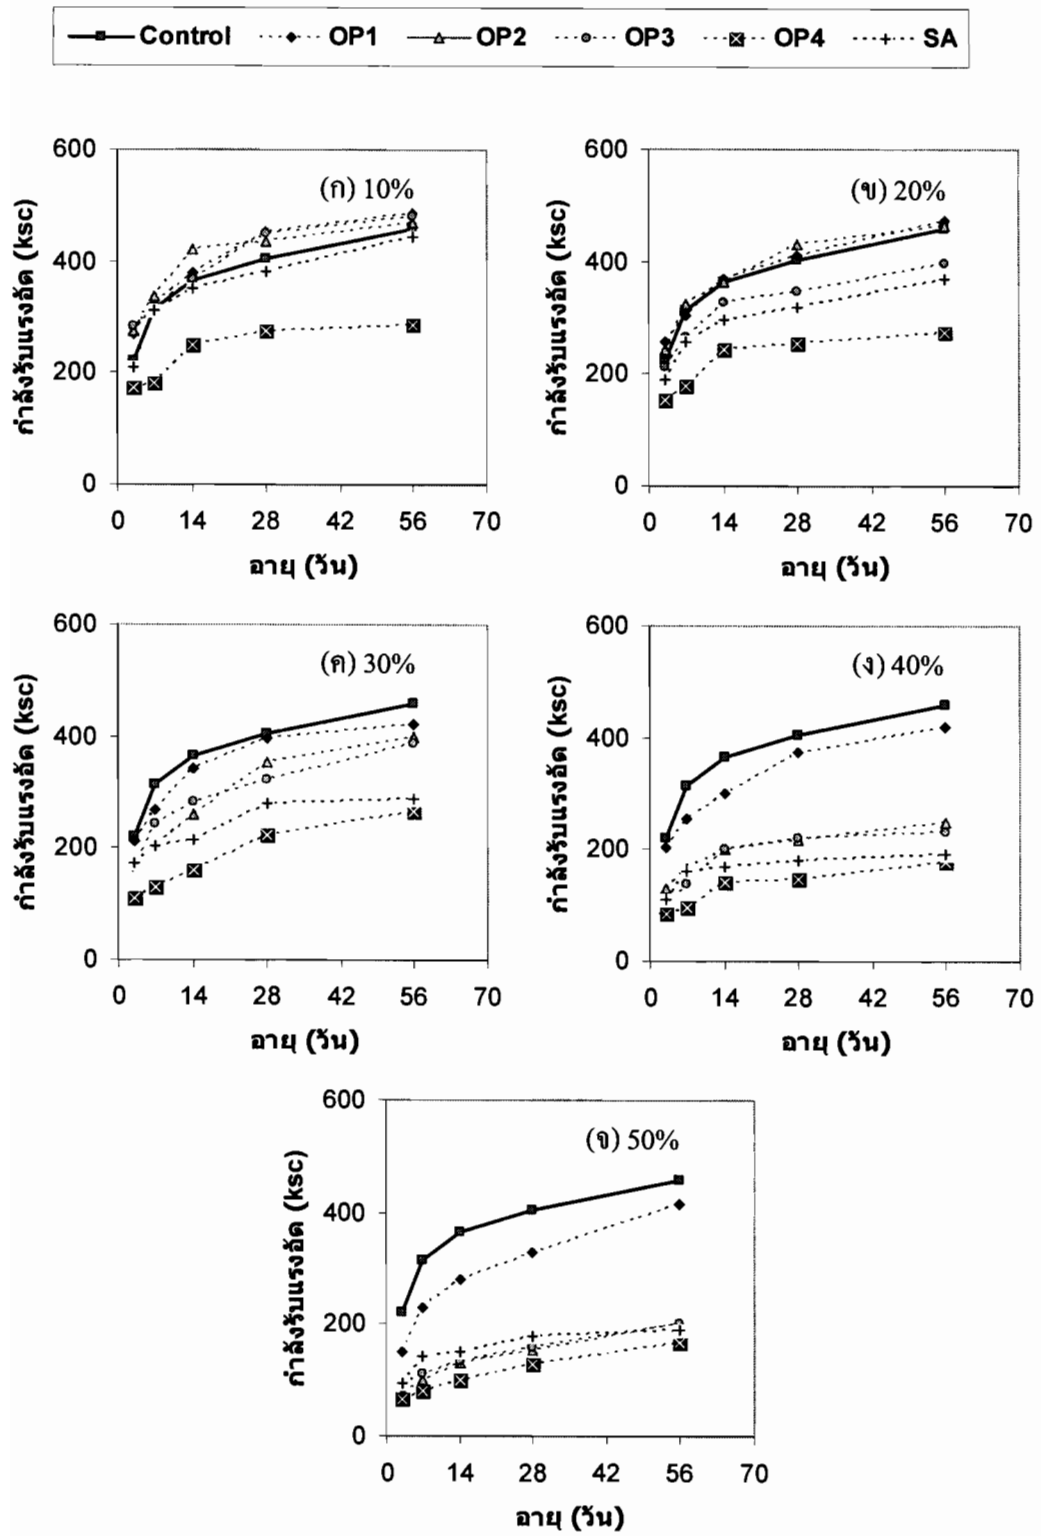 Control OP1 OP2 OP3 OP4 SA
600
400
200
0
0 14 28 42 56 70
กำลังรับแรงอัด (ksc)
(ก) 10%
อายุ (วัน)
600
400
200
0
0 14 28 42 56 70
กำลังรับแรงอัด (ksc)
(ข) 20%
อายุ (วัน)
600
400
200
0
0 14 28 42 56 70
กำลังรับแรงอัด (ksc)
(ค) 30%
อายุ (วัน)
600
400
200
0
0 14 28 42 56 70
กำลังรับแรงอัด (ksc)
(ง) 40%
อายุ (วัน)
600
400
200
0
0 14 28 42 56 70
กำลังรับแรงอัด (ksc)
(จ) 50%
อายุ (วัน)